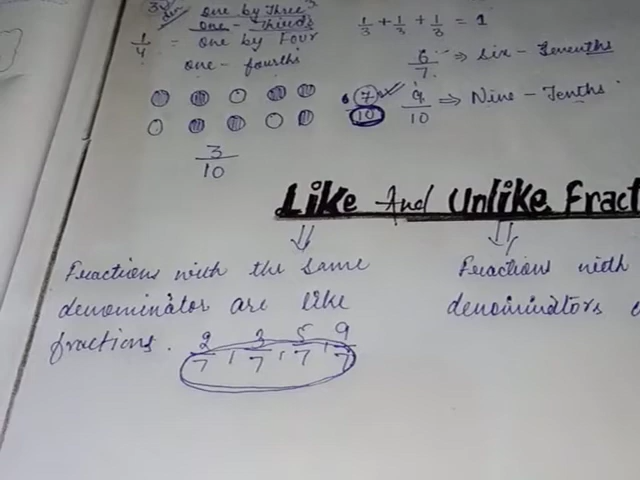 one by Three
one - Thirds
1/3 + 1/3 + 1/3 = 1
1/4 = one by Four
one - fourths
6/7 ⇒ Six - Sevenths
7/10
9/10 ⇒ Nine - Tenths
3/10
Like And Unlike Fract
Fractions with the same
denominator are like
fractions. 2/7, 3/7, 5/7, 9/7
Fractions with
denominators